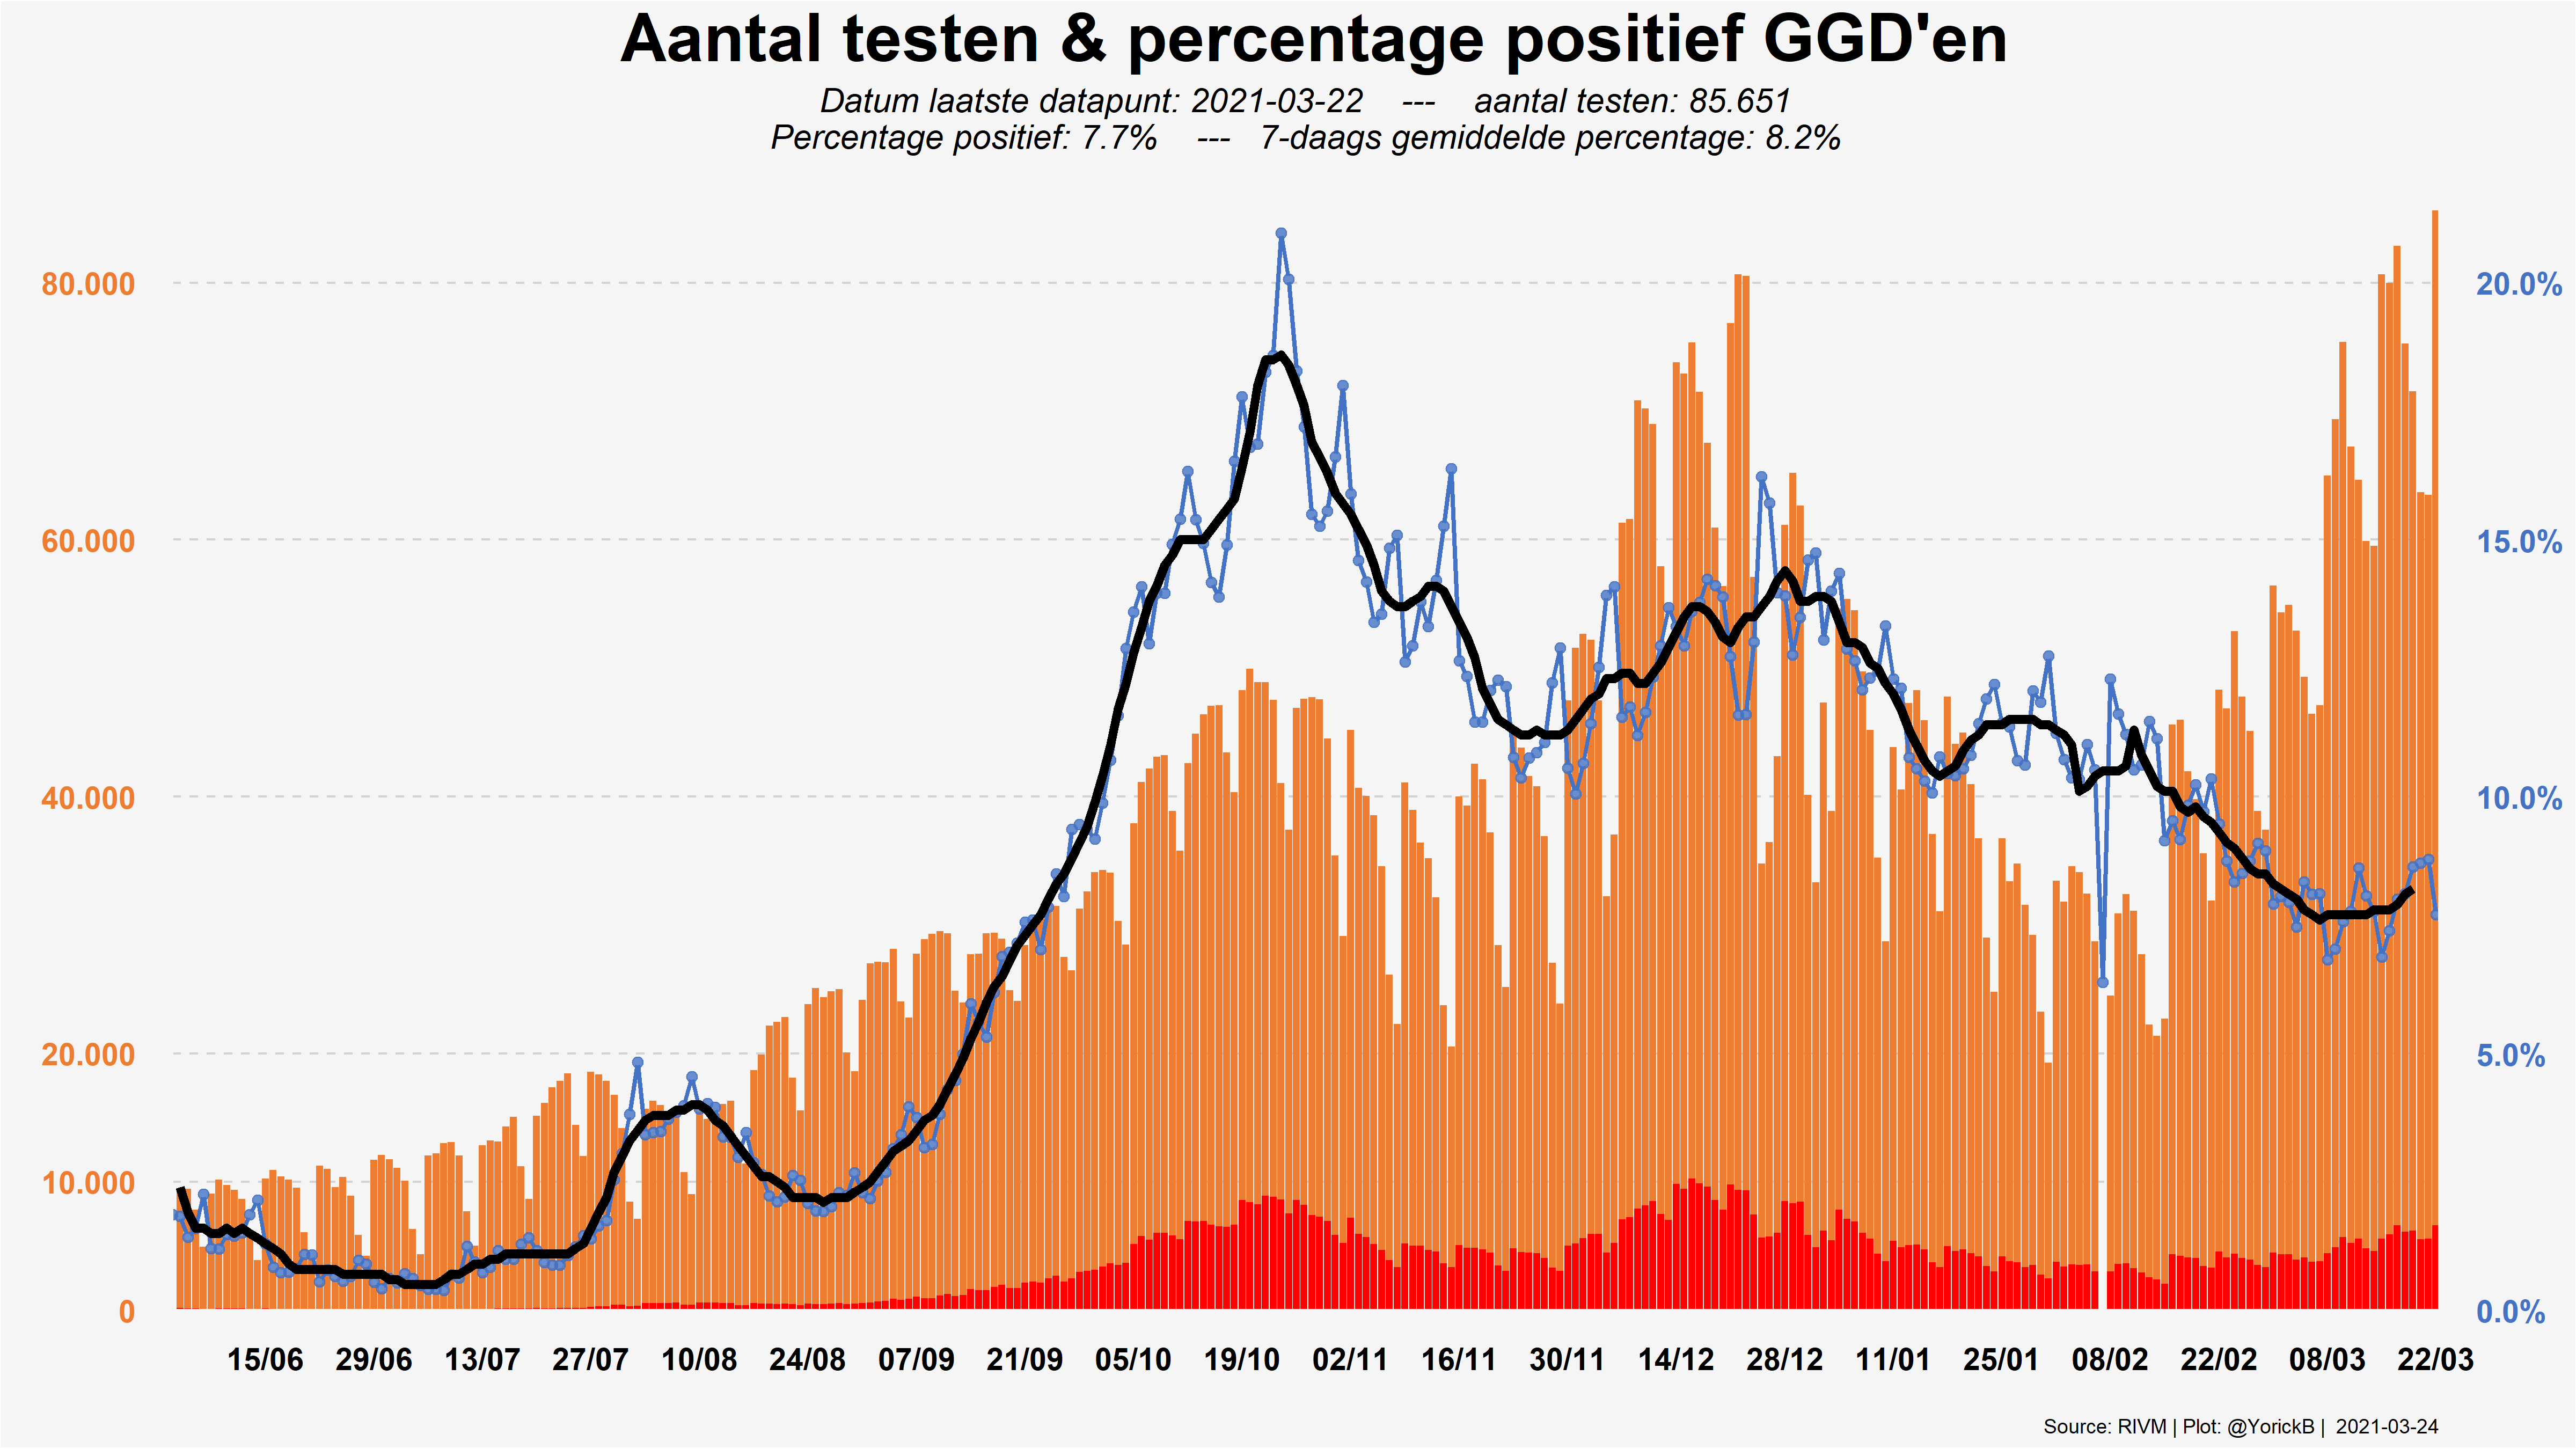 Aantal testen & percentage positief GGD'en
Datum laatste datapunt: 2021-03-22 --- aantal testen: 85.651
Percentage positief: 7.7% --- 7-daags gemiddelde percentage: 8.2%
80.000
20.0%
60.000
15.0%
40.000
10.0%
20.000
5.0%
10.000
0
0.0%
15/06 29/06 13/07 27/07 10/08 24/08 07/09 21/09 05/10 19/10 02/11 16/11 30/11 14/12 28/12 11/01 25/01 08/02 22/02 08/03 22/03
Source: RIVM | Plot: @YorickB | 2021-03-24